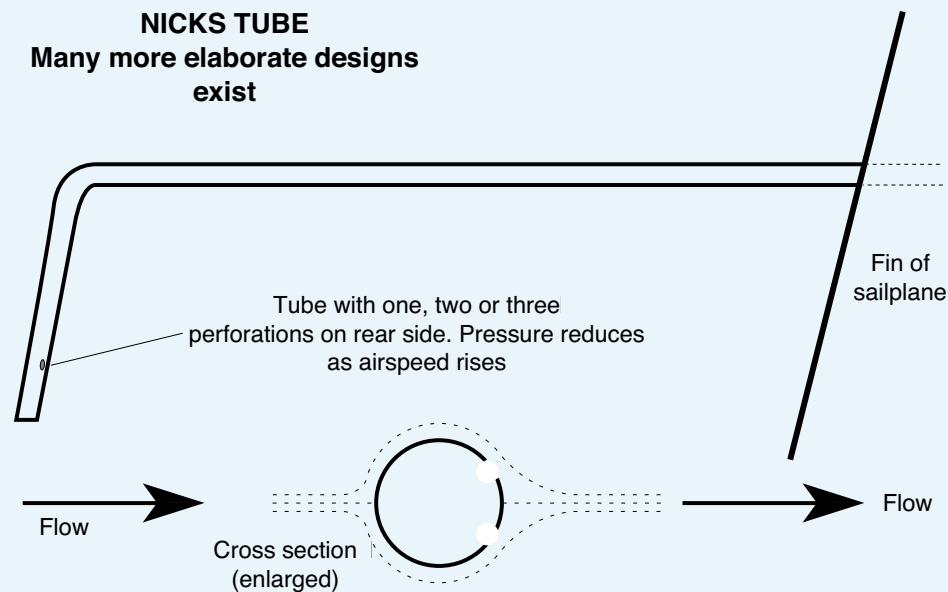 NICKS TUBE
Many more elaborate designs
exist
Fin of
sailplane
Tube with one, two or three
perforations on rear side. Pressure reduces
as airspeed rises
Flow
Cross section
(enlarged)
Flow